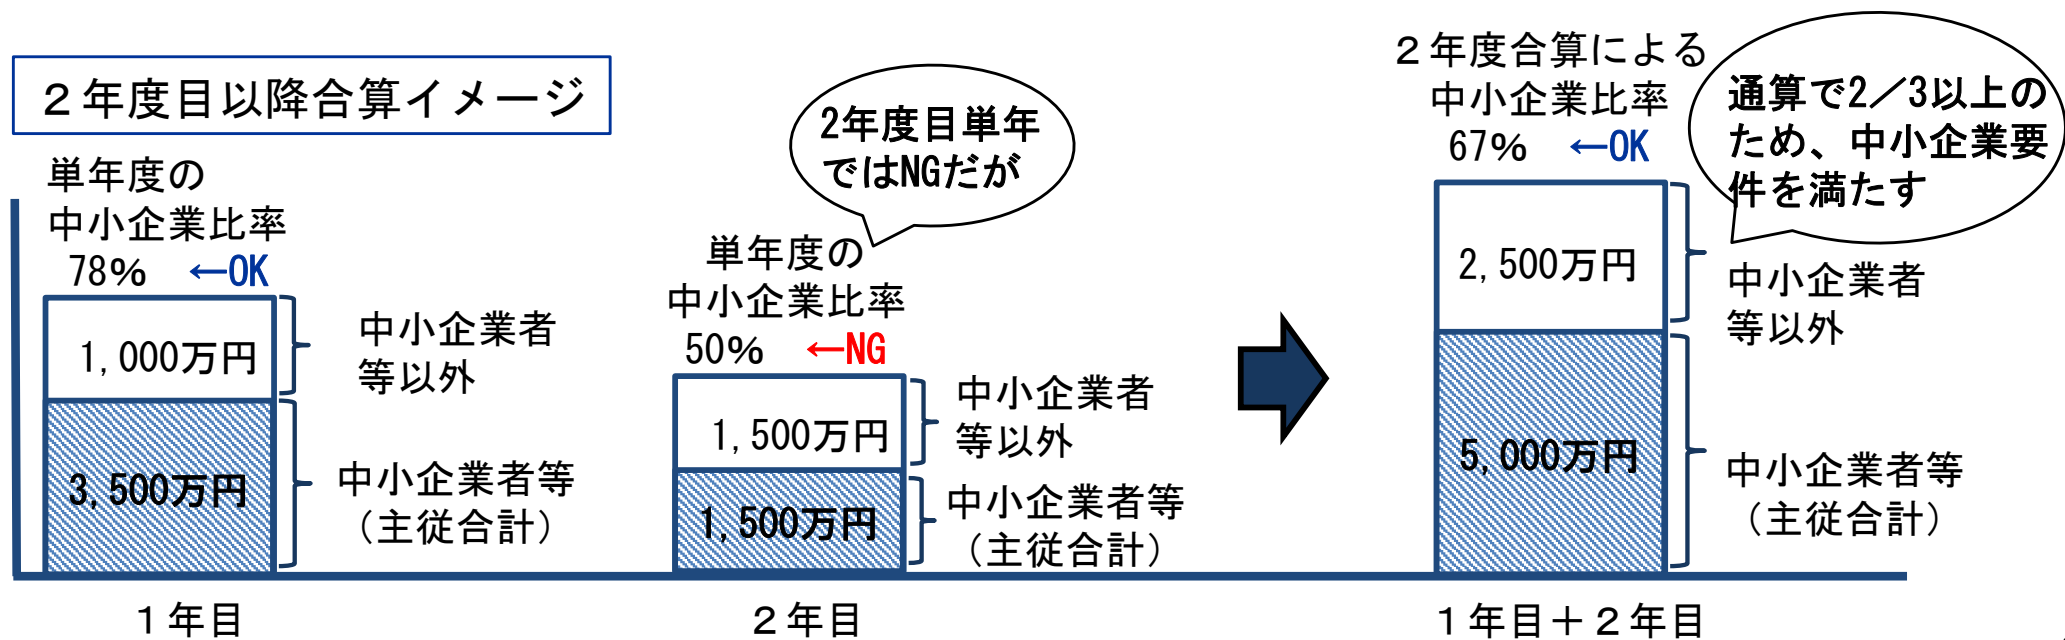 ２年度目以降合算イメージ
単年度の
中小企業比率
78% ←OK
1,000万円
中小企業者
等以外
3,500万円
中小企業者等
（主従合計）
１年目
2年度目単年
ではNGだが
単年度の
中小企業比率
50% ←NG
1,500万円
中小企業者
等以外
1,500万円
中小企業者等
（主従合計）
２年目
２年度合算による
中小企業比率
67% ←OK
通算で2／3以上の
ため、中小企業要
件を満たす
2,500万円
中小企業者
等以外
5,000万円
中小企業者等
（主従合計）
１年目＋２年目